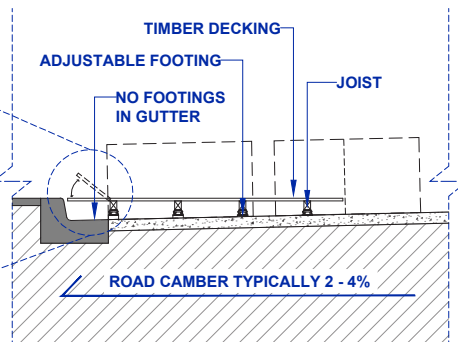 TIMBER DECKING
ADJUSTABLE FOOTING
JOIST
NO FOOTINGS
IN GUTTER
ROAD CAMBER TYPICALLY 2 - 4%